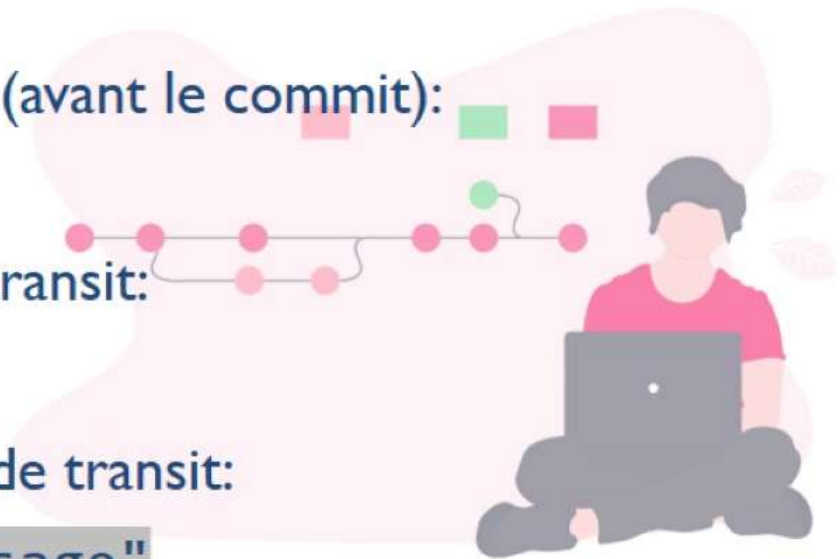 (avant le commit):
ransit:
de transit:
sage"